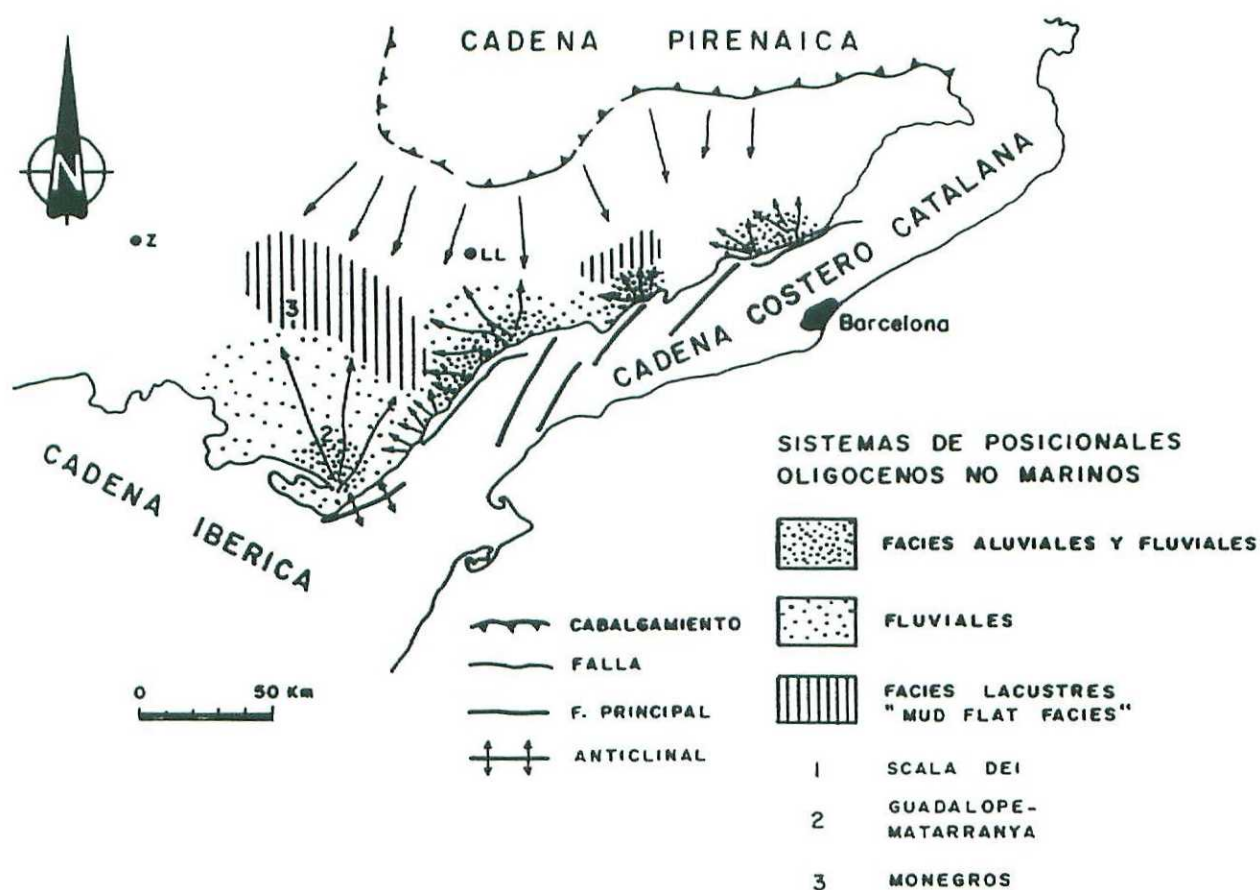 CADENA PIRENAICA
N
Z
LL
3
2
CADENA COSTERO CATALANA
Barcelona
CADENA IBERICA
SISTEMAS DE POSICIONALES
OLIGOCENOS NO MARINOS
FACIES ALUVIALES Y FLUVIALES
FLUVIALES
FACIES LACUSTRES
"MUD FLAT FACIES"
1 SCALA DEI
2 GUADALOPE-
MATARRANYA
3 MONEGROS
CABALGAMIENTO
FALLA
F. PRINCIPAL
ANTICLINAL
0 50 Km